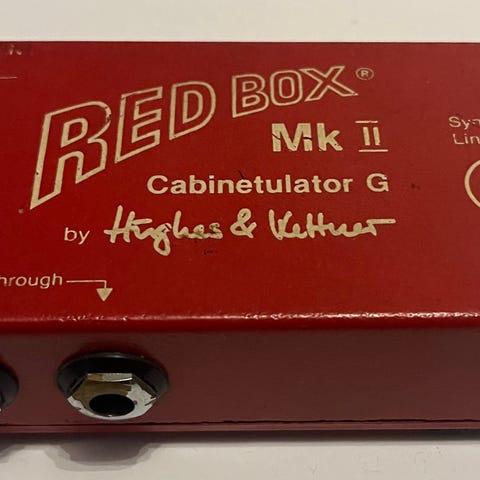 RED BOX®
Mk II
Cabinetulator G
by Hughes & Kettner
hrough